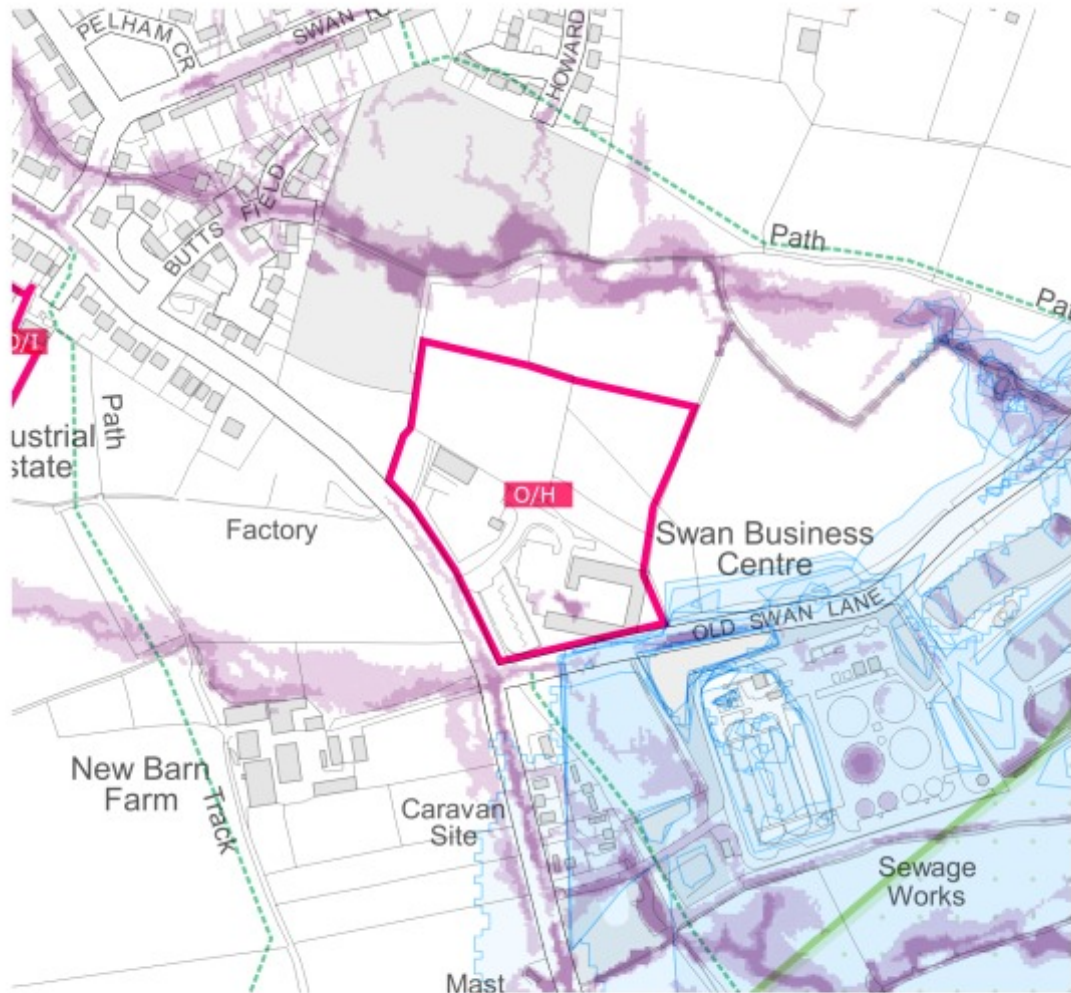 PELHAM CR
SWAN
HOWARD
BUTTS FIELD
Path
Pat
O/I
Path
ustrial
state
Factory
O/H
Swan Business
Centre
OLD SWAN LANE
New Barn
Farm
Track
Caravan
Site
Sewage
Works
Mast